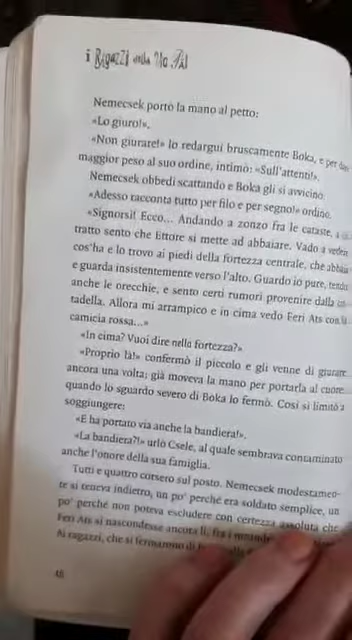 i Ragazzi della Via Pál
Nemecsek portò la mano al petto:
«Lo giuro!».
«Non giurare!» lo redarguì bruscamente Boka, e per dare
maggior peso al suo ordine, intimò: «Sull'attenti!».
Nemecsek obbedì scattando e Boka gli si avvicinò.
«Adesso racconta tutto per filo e per segno!» ordinò.
«Signorsì! Ecco... Andando a zonzo fra le cataste, a un
tratto sento che Ettore si mette ad abbaiare. Vado a vedere
cos'ha e lo trovo ai piedi della fortezza centrale, che abbaia
e guarda insistentemente verso l'alto. Guardo io pure, tendo
anche le orecchie, e sento certi rumori provenire dalla cit-
tadella. Allora mi arrampico e in cima vedo Feri Ats con la
camicia rossa...»
«In cima? Vuoi dire nella fortezza?»
«Proprio là!» confermò il piccolo e gli venne di giurare
ancora una volta; già moveva la mano per portarla al cuore
quando lo sguardo severo di Boka lo fermò. Così si limitò a
soggiungere:
«E ha portato via anche la bandiera!».
«La bandiera?!» urlò Csele, al quale sembrava contaminato
anche l'onore della sua famiglia.
Tutti e quattro corsero sul posto. Nemecsek modestamen-
te si teneva indietro, un po' perché era soldato semplice, un
po' perché non poteva escludere con certezza assoluta che
Feri Ats si nascondesse ancora lì, fra i
Ai ragazzi, che si fermarono di
46